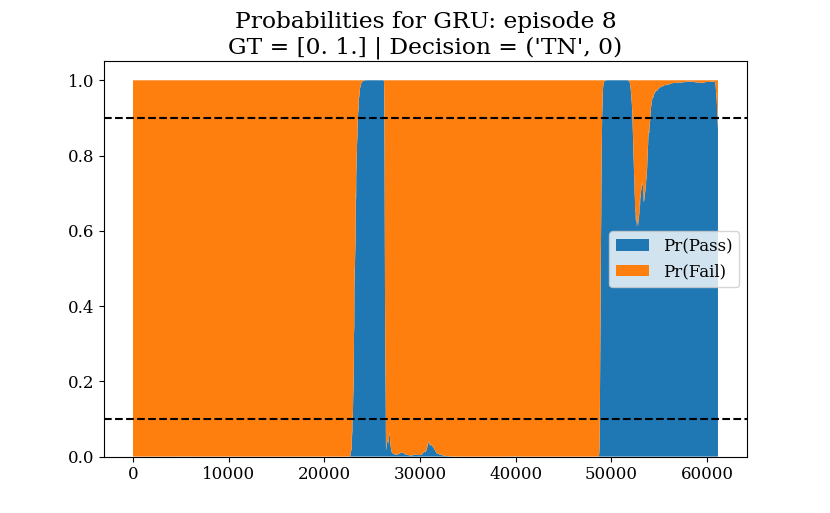 Probabilities for GRU: episode 8
GT = [0. 1.] | Decision = ('TN', 0)
1.0
0.8
0.6
0.4
0.2
0.0
Pr(Pass)
Pr(Fail)
0 10000 20000 30000 40000 50000 60000